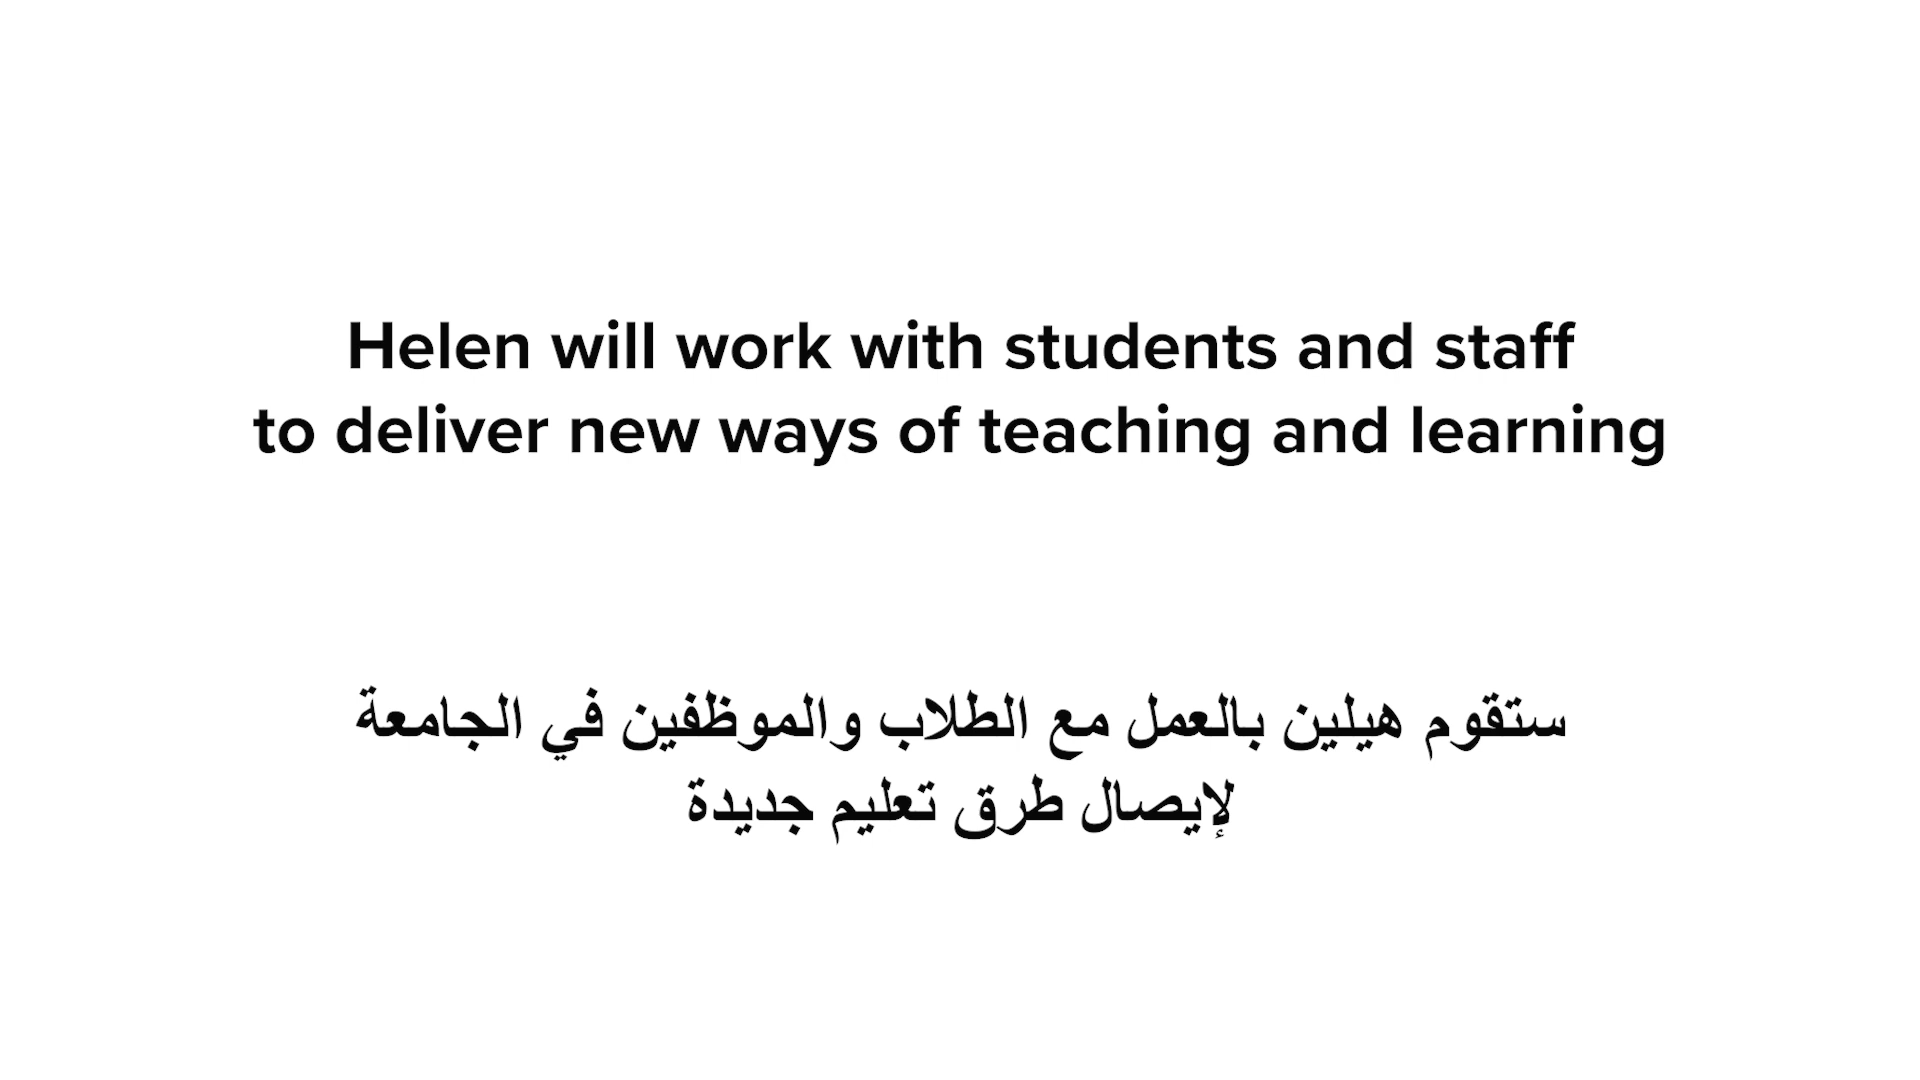 Helen will work with students and staff
to deliver new ways of teaching and learning
ستقوم هيلين بالعمل مع الطلاب والموظفين في الجامعة
لإيصال طرق تعليم جديدة